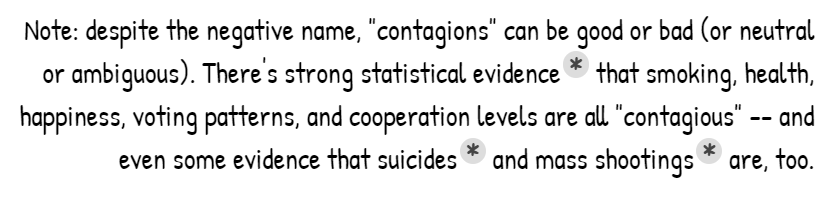 Note: despite the negative name, "contagions" can be good or bad (or neutral
or ambiguous). There's strong statistical evidence * that smoking, health,
happiness, voting patterns, and cooperation levels are all "contagious" -- and
even some evidence that suicides * and mass shootings * are, too.